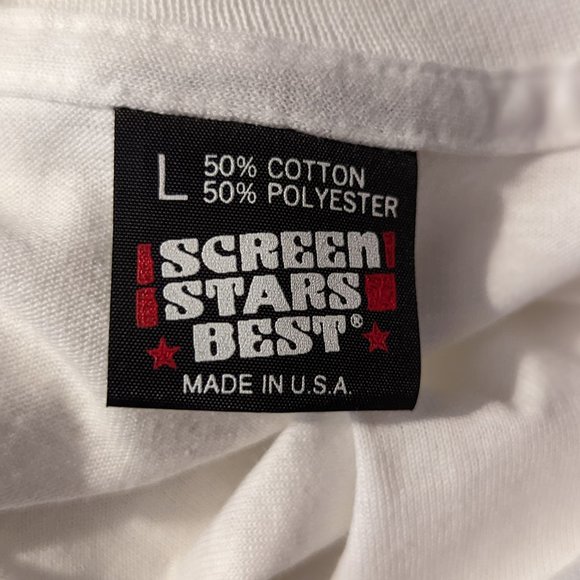 L 50% COTTON
50% POLYESTER
SCREEN
STARS
BEST®
MADE IN U.S.A.